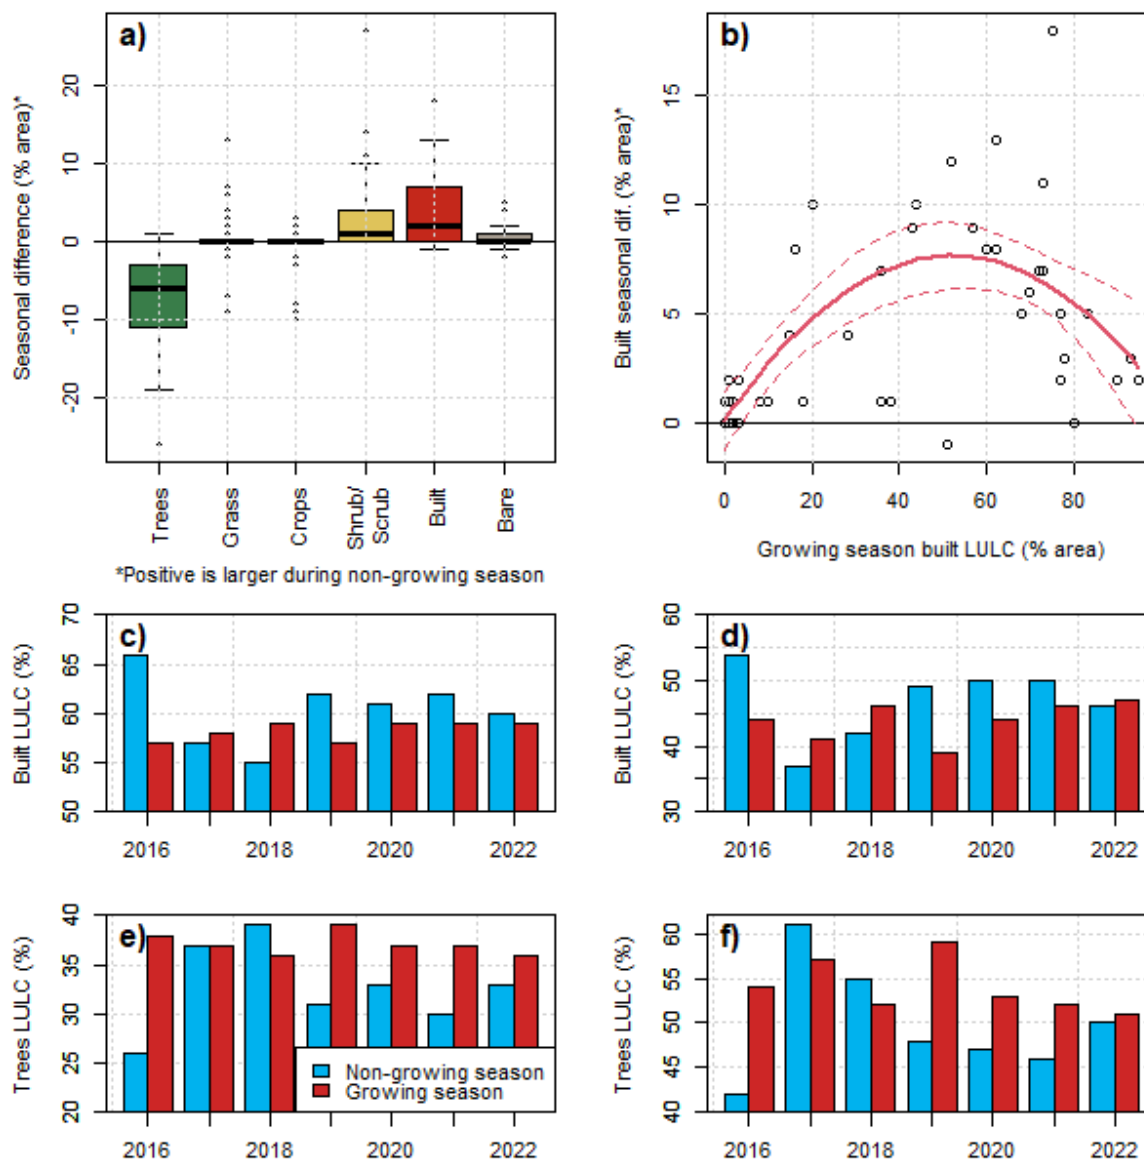 a)
Seasonal difference (% area)*
20
10
0
-10
-20
Trees
Grass
Crops
Shrub/
Scrub
Built
Bare
*Positive is larger during non-growing season
b)
Built seasonal dif. (% area)*
15
10
5
0
0 20 40 60 80
Growing season built LULC (% area)
c)
Built LULC (%)
70
65
60
55
50
2016 2018 2020 2022
d)
Built LULC (%)
60
50
40
30
2016 2018 2020 2022
e)
Trees LULC (%)
40
35
30
25
20
Non-growing season
Growing season
2016 2018 2020 2022
f)
Trees LULC (%)
60
55
50
45
40
2016 2018 2020 2022